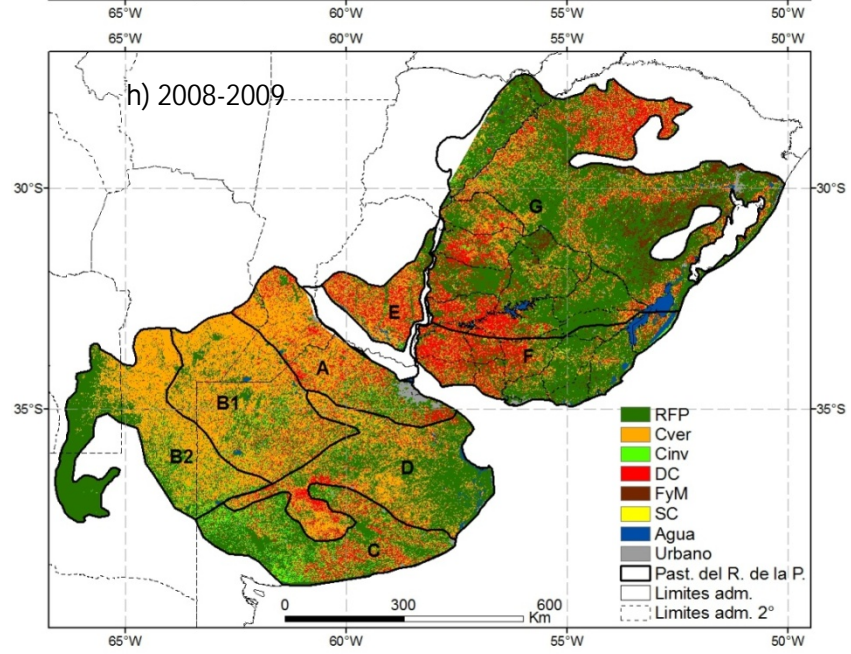 65°W 60°W 55°W 50°W
65°W 60°W 55°W 50°W
h) 2008-2009
30°S
30°S
G
E
A
F
B1
35°S
35°S
B2
D
C
RFP
Cver
Cinv
DC
FyM
SC
Agua
Urbano
Past. del R. de la P.
Limites adm.
Limites adm. 2°
0 300 600
Km
65°W 60°W 55°W 50°W